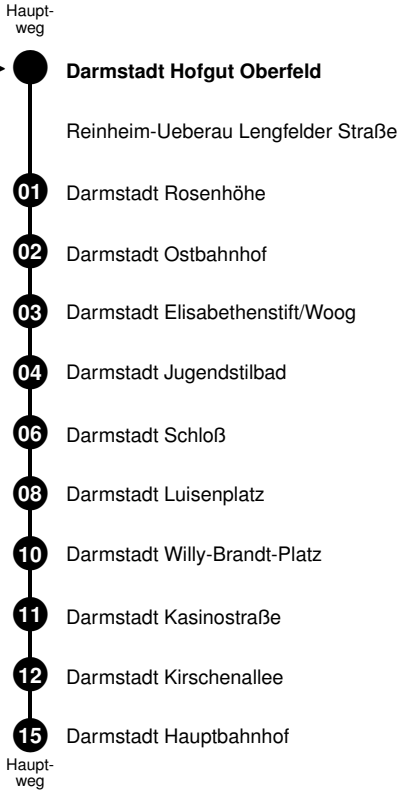 Haupt-
weg
Darmstadt Hofgut Oberfeld
Reinheim-Ueberau Lengfelder Straße
01 Darmstadt Rosenhöhe
02 Darmstadt Ostbahnhof
03 Darmstadt Elisabethenstift/Woog
04 Darmstadt Jugendstilbad
06 Darmstadt Schloß
08 Darmstadt Luisenplatz
10 Darmstadt Willy-Brandt-Platz
11 Darmstadt Kasinostraße
12 Darmstadt Kirschenallee
15 Darmstadt Hauptbahnhof
Haupt-
weg